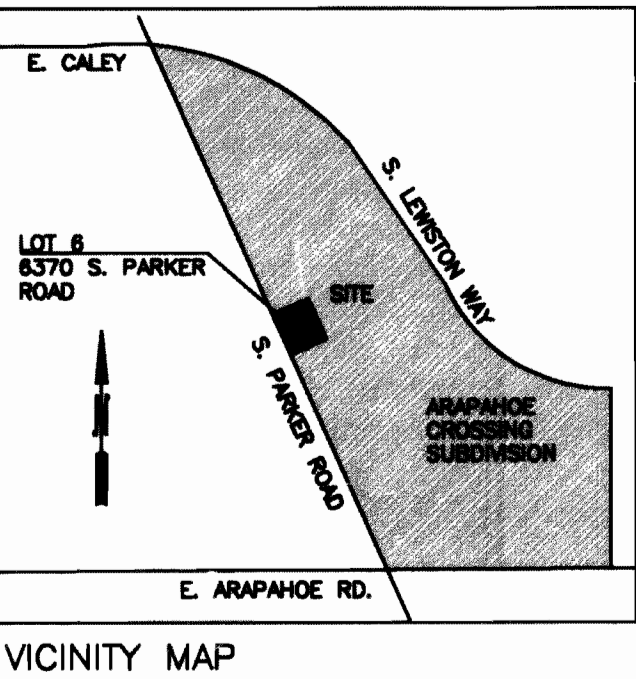 E. CALEY
S. LEWISTON WAY
LOT 6
6370 S. PARKER
ROAD
SITE
S. PARKER ROAD
ARAPAHOE
CROSSING
SUBDIVISION
E. ARAPAHOE RD.
VICINITY MAP